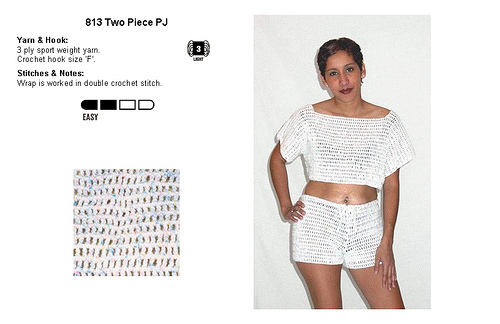 813 Two Piece PJ
Yarn & Hook:
3 ply sport weight yarn.
Crochet hook size 'F'.
3
LIGHT
Stitches & Notes:
Wrap is worked in double crochet stitch.
EASY